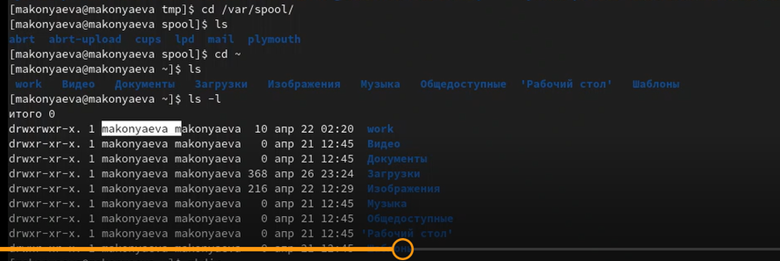 [makonyaeva@makonyaeva tmp]$ cd /var/spool/
[makonyaeva@makonyaeva spool]$ ls
abrt abrt-upload cups lpd mail plymouth
[makonyaeva@makonyaeva spool]$ cd ~
[makonyaeva@makonyaeva ~]$ ls
work Видео Документы Загрузки Изображения Музыка Общедоступные 'Рабочий стол' Шаблоны
[makonyaeva@makonyaeva ~]$ ls -l
итого 0
drwxrwxr-x. 1 makonyaeva makonyaeva 10 апр 22 02:20 work
drwxr-xr-x. 1 makonyaeva makonyaeva 0 апр 21 12:45 Видео
drwxr-xr-x. 1 makonyaeva makonyaeva 0 апр 21 12:45 Документы
drwxr-xr-x. 1 makonyaeva makonyaeva 368 апр 26 23:24 Загрузки
drwxr-xr-x. 1 makonyaeva makonyaeva 216 апр 22 12:29 Изображения
drwxr-xr-x. 1 makonyaeva makonyaeva 0 апр 21 12:45 Музыка
drwxr-xr-x. 1 makonyaeva makonyaeva 0 апр 21 12:45 Общедоступные
drwxr-xr-x. 1 makonyaeva makonyaeva 0 апр 21 12:45 'Рабочий стол'
drwxr-xr-x. 1 makonyaeva makonyaeva 0 апр 21 12:45